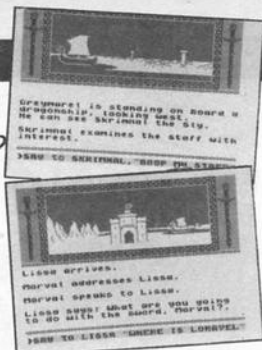 Greymarel is standing on board a
dragonship, looking west.
He can see Skrimnal the Sly.
Skrimnal examines the staff with
interest.
>SAY TO SKRIMNAL, "DROP MY STAFF
Lissa arrives.
Morval addresses Lissa.
Morval speaks to Lissa.
Lissa says: What are you going
to do with the sword, Morval?.
>SAY TO LISSA "WHERE IS LORAVEL"